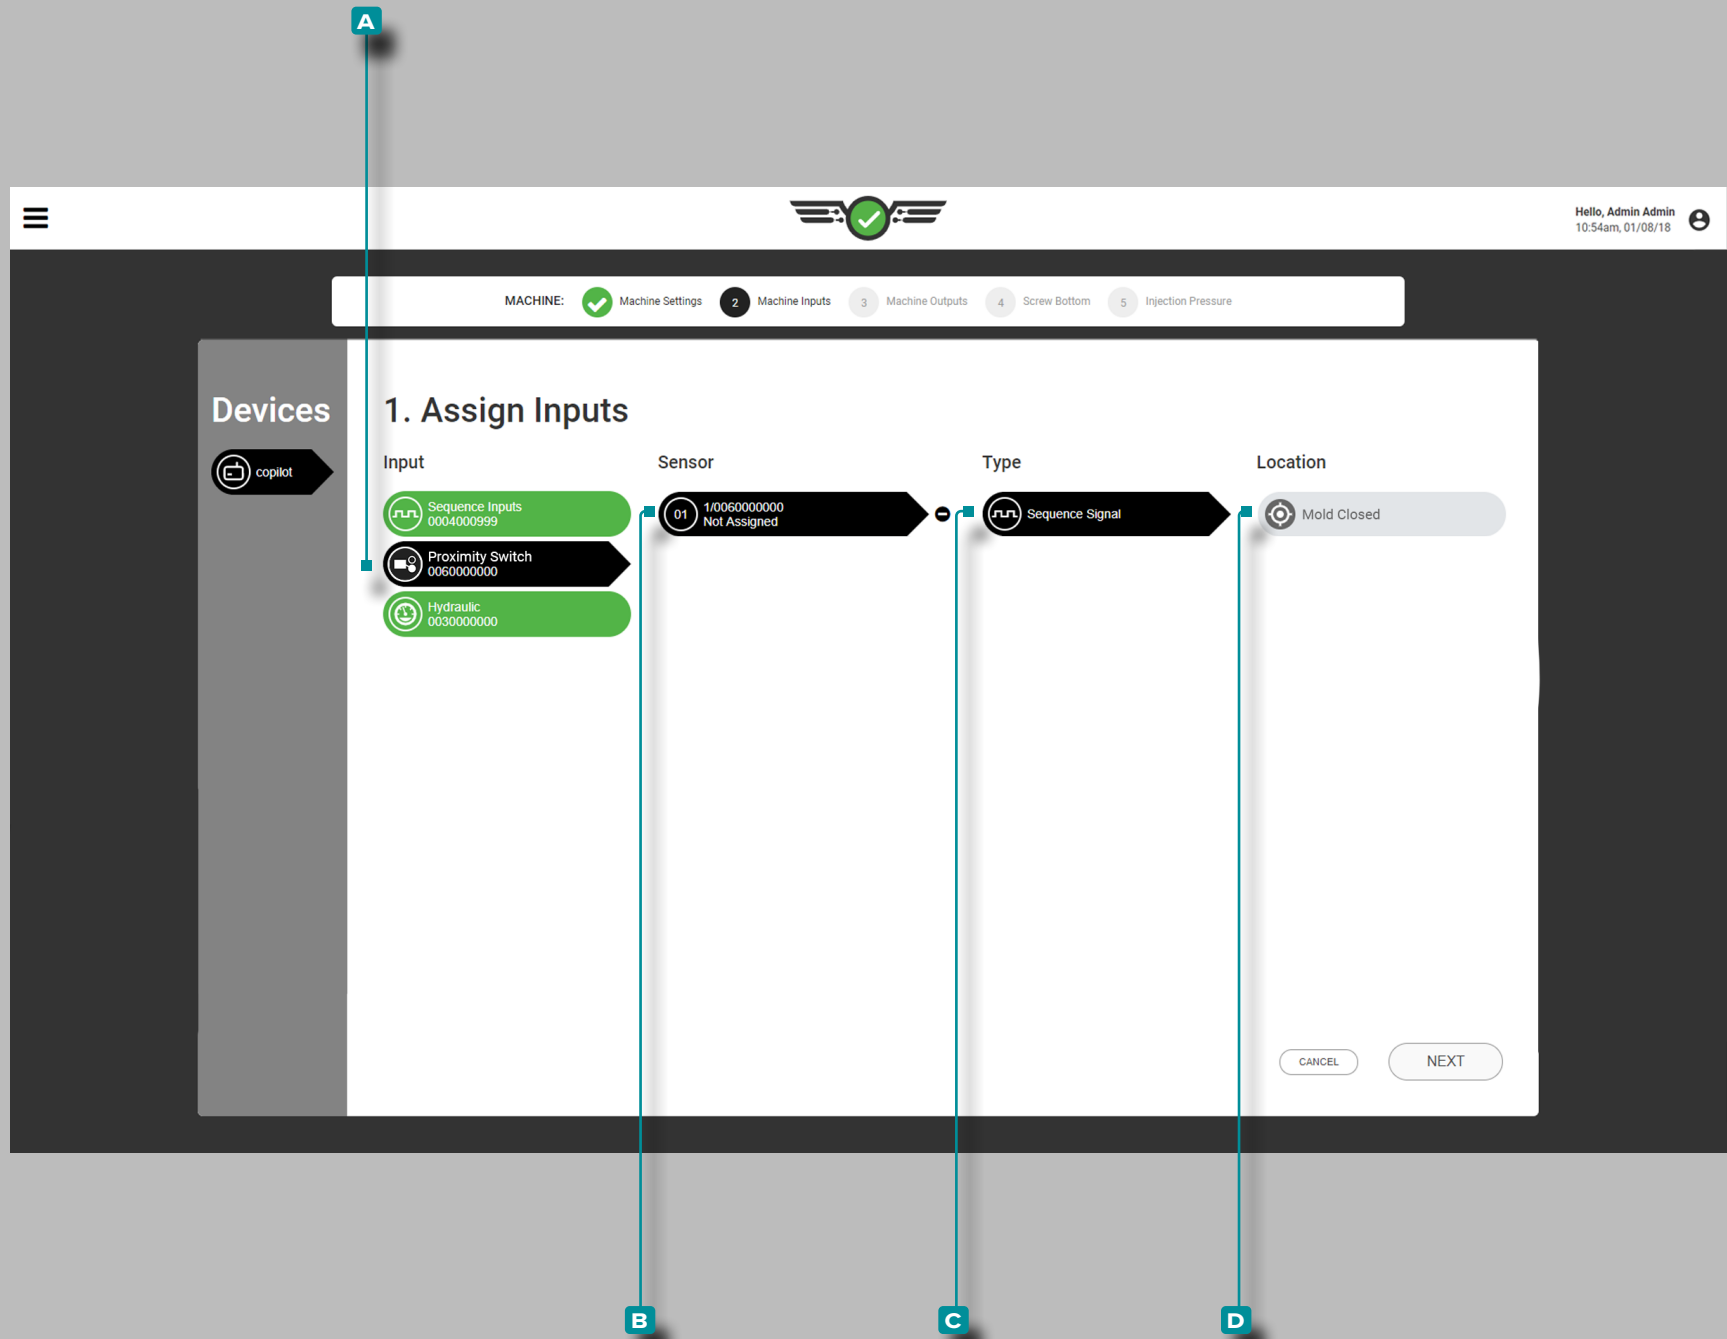 A
Hello, Admin Admin
10:54am, 01/08/18
MACHINE:
Machine Settings
2
Machine Inputs
3
Machine Outputs
4
Screw Bottom
5
Injection Pressure
Devices
copilot
1. Assign Inputs
Input
Sensor
Type
Location
Sequence Inputs
0004000999
Proximity Switch
0060000000
Hydraulic
0030000000
01
1/0060000000
Not Assigned
Sequence Signal
Mold Closed
CANCEL
NEXT
B
C
D